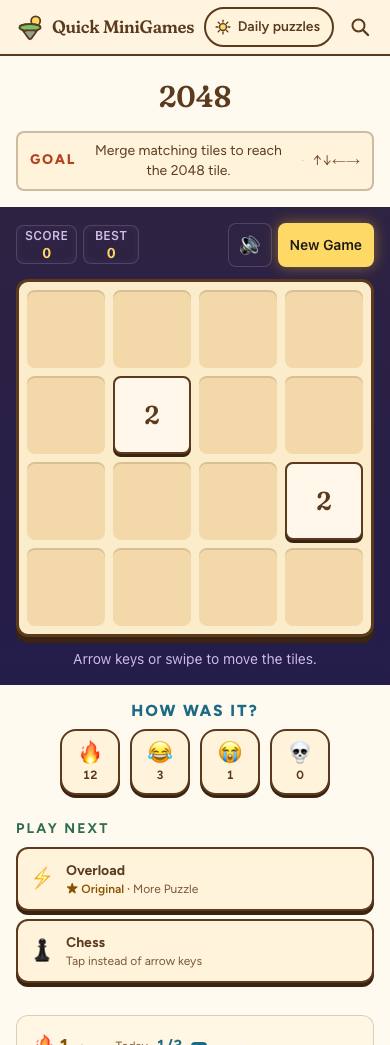 Quick MiniGames
Daily puzzles
2048
GOAL
Merge matching tiles to reach
the 2048 tile.
↑↓←→
SCORE
0
BEST
0
New Game
2
2
Arrow keys or swipe to move the tiles.
HOW WAS IT?
12
3
1
0
PLAY NEXT
Overload
★ Original · More Puzzle
Chess
Tap instead of arrow keys